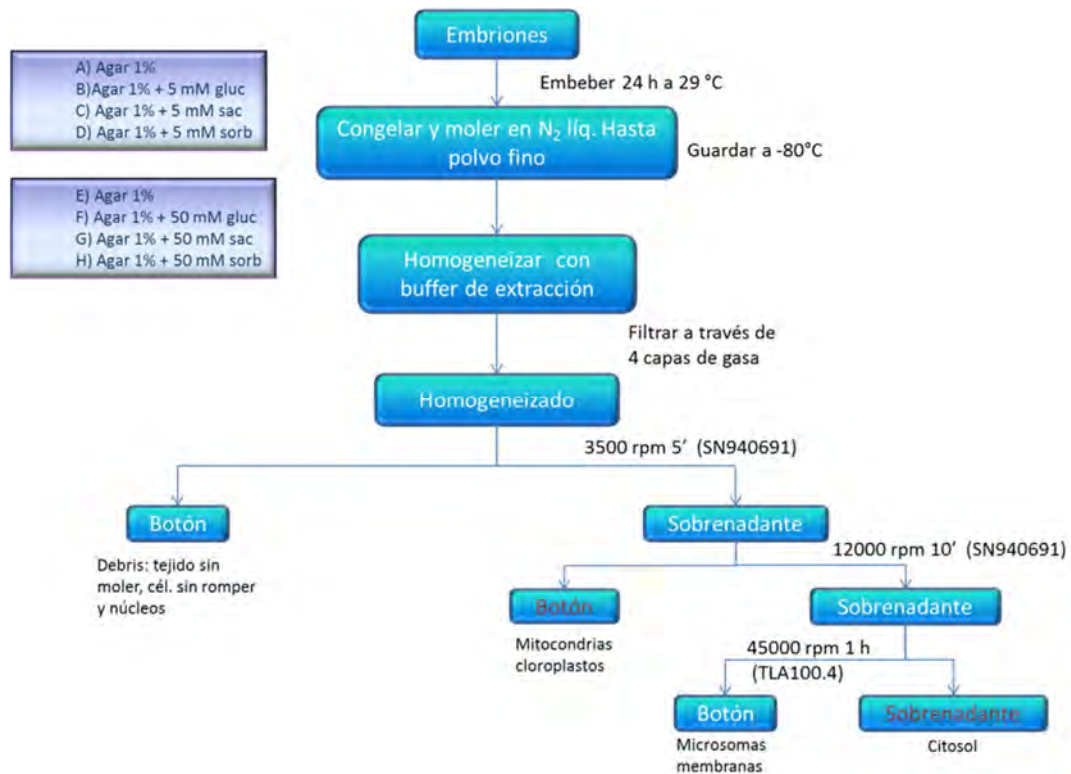 Embriones
A) Agar 1%
B)Agar 1% + 5 mM gluc
C) Agar 1% + 5 mM sac
D) Agar 1% + 5 mM sorb
Embeber 24 h a 29 °C
Congelar y moler en N₂ líq. Hasta
polvo fino
Guardar a -80°C
E) Agar 1%
F) Agar 1% + 50 mM gluc
G) Agar 1% + 50 mM sac
H) Agar 1% + 50 mM sorb
Homogeneizar con
buffer de extracción
Filtrar a través de
4 capas de gasa
Homogeneizado
3500 rpm 5’ (SN940691)
Botón
Debris: tejido sin
moler, cél. sin romper
y núcleos
Sobrenadante
12000 rpm 10’ (SN940691)
Botón
Mitocondrias
cloroplastos
Sobrenadante
45000 rpm 1 h
(TLA100.4)
Botón
Microsomas
membranas
Sobrenadante
Citosol